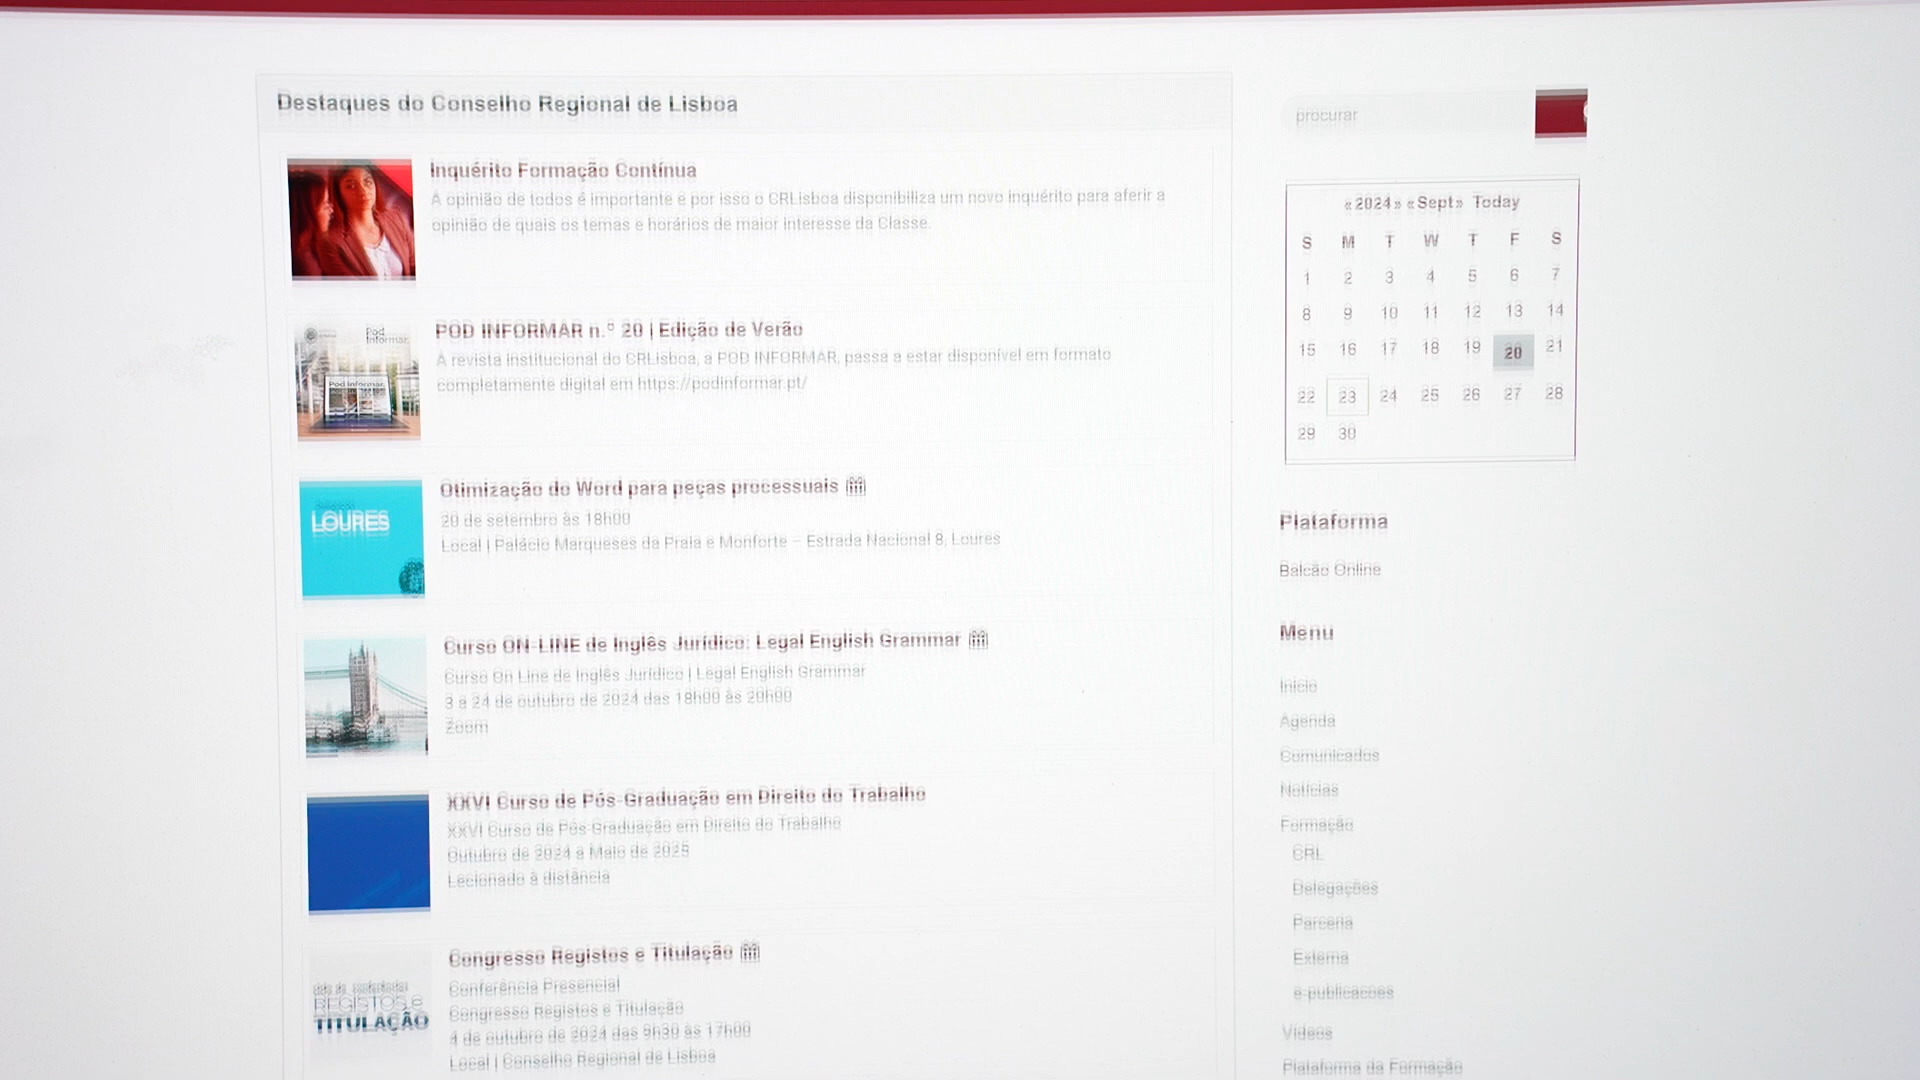 Destaques do Conselho Regional de Lisboa
Inquérito Formação Contínua
A opinião de todos é importante e por isso o CRLisboa disponibiliza um novo inquérito para aferir a
opinião de quais os temas e horários de maior interesse da Classe.
Pod
Informar
Pod Informar
POD INFORMAR n.º 20 | Edição de Verão
A revista institucional do CRLisboa, a POD INFORMAR, passa a estar disponível em formato
completamente digital em https://podinformar.pt/
LOURES
Otimização do Word para peças processuais
20 de setembro às 18h00
Local | Palácio Marqueses da Praia e Monforte – Estrada Nacional 8, Loures
Curso ON-LINE de Inglês Jurídico: Legal English Grammar
Curso On Line de Inglês Jurídico | Legal English Grammar
3 a 24 de outubro de 2024 das 18h00 às 20h00
Zoom
XXVI Curso de Pós-Graduação em Direito do Trabalho
XXVI Curso de Pós-Graduação em Direito do Trabalho
Outubro de 2024 a Maio de 2025
Lecionado à distância
REGISTOS e
TITULAÇÃO
Congresso Registos e Titulação
Conferência Presencial
Congresso Registos e Titulação
4 de outubro de 2024 das 9h30 às 17h00
Local | Conselho Regional de Lisboa
procurar
«2024» «Sept» Today
S M T W T F S
1 2 3 4 5 6 7
8 9 10 11 12 13 14
15 16 17 18 19 20 21
22 23 24 25 26 27 28
29 30
Plataforma
Balcão Online
Menu
Início
Agenda
Comunicados
Notícias
Formação
CRL
Delegações
Parceria
Externa
e-publicacoes
Vídeos
Plataforma da Formação